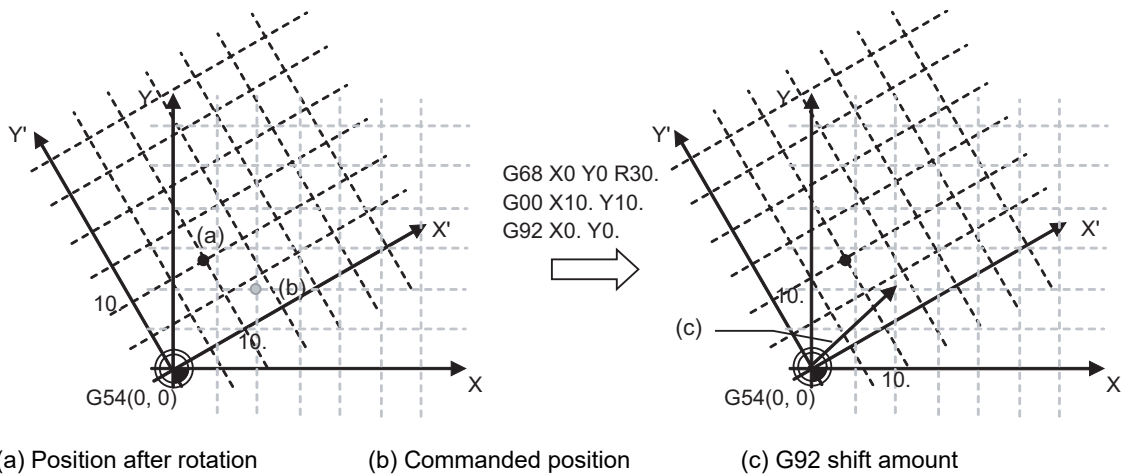 Y
Y'
(a)
X'
(b)
10.
10.
X
G54(0, 0)
G68 X0 Y0 R30.
G00 X10. Y10.
G92 X0. Y0.
Y
Y'
X'
10.
(c)
10.
X
G54(0, 0)
(a) Position after rotation (b) Commanded position (c) G92 shift amount